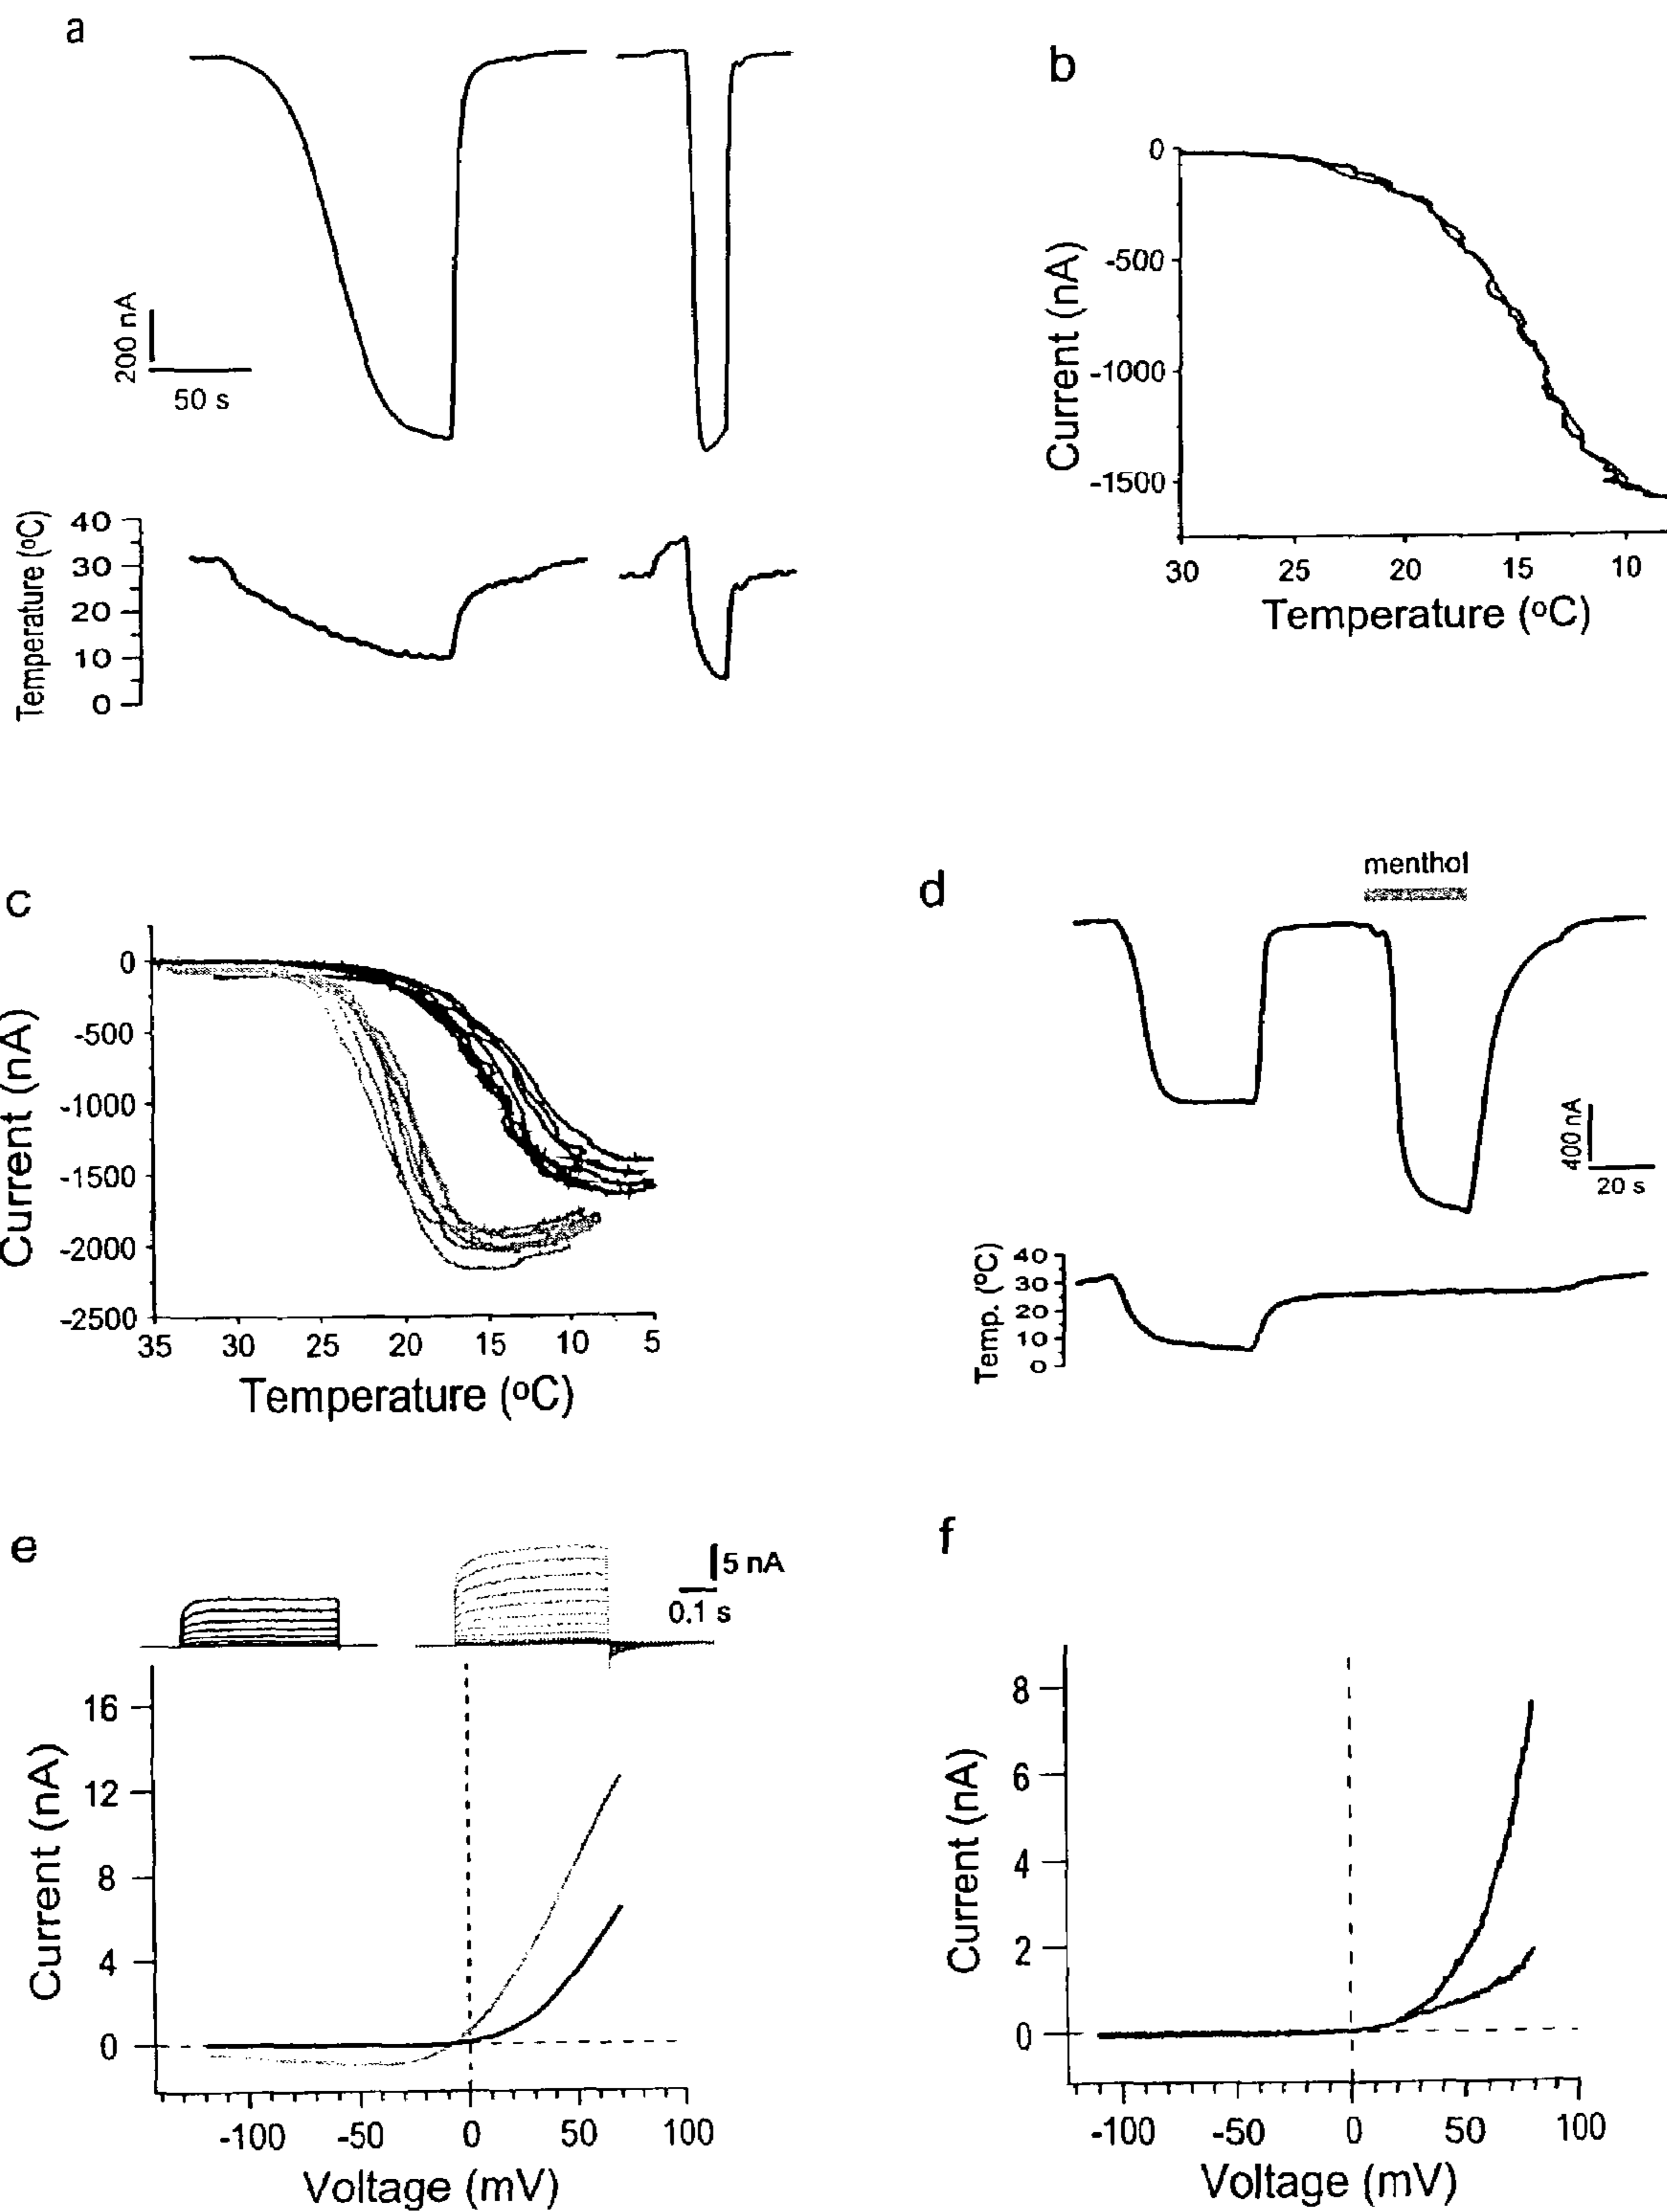 a
200 nA
50 s
Temperature (ºC)
40
30
20
10
0
b
Current (nA)
0
-500
-1000
-1500
30 25 20 15 10
Temperature (ºC)
c
Current (nA)
0
-500
-1000
-1500
-2000
-2500
35 30 25 20 15 10 5
Temperature (ºC)
d
menthol
400 nA
20 s
Temp. (ºC)
40
30
20
10
0
e
5 nA
0.1 s
Current (nA)
16
12
8
4
0
-100 -50 0 50 100
Voltage (mV)
f
Current (nA)
8
6
4
2
0
-100 -50 0 50 100
Voltage (mV)